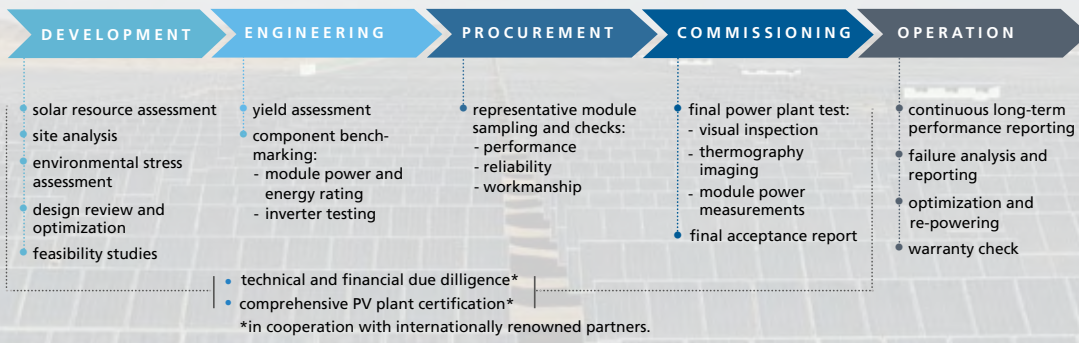 DEVELOPMENT
ENGINEERING
PROCUREMENT
COMMISSIONING
OPERATION
solar resource assessment
site analysis
environmental stress
assessment
design review and
optimization
feasibility studies
yield assessment
component bench-
marking:
- module power and
energy rating
- inverter testing
representative module
sampling and checks:
- performance
- reliability
- workmanship
final power plant test:
- visual inspection
- thermography
imaging
- module power
measurements
final acceptance report
continuous long-term
performance reporting
failure analysis and
reporting
optimization and
re-powering
warranty check
technical and financial due dilligence*
comprehensive PV plant certification*
*in cooperation with internationally renowned partners.